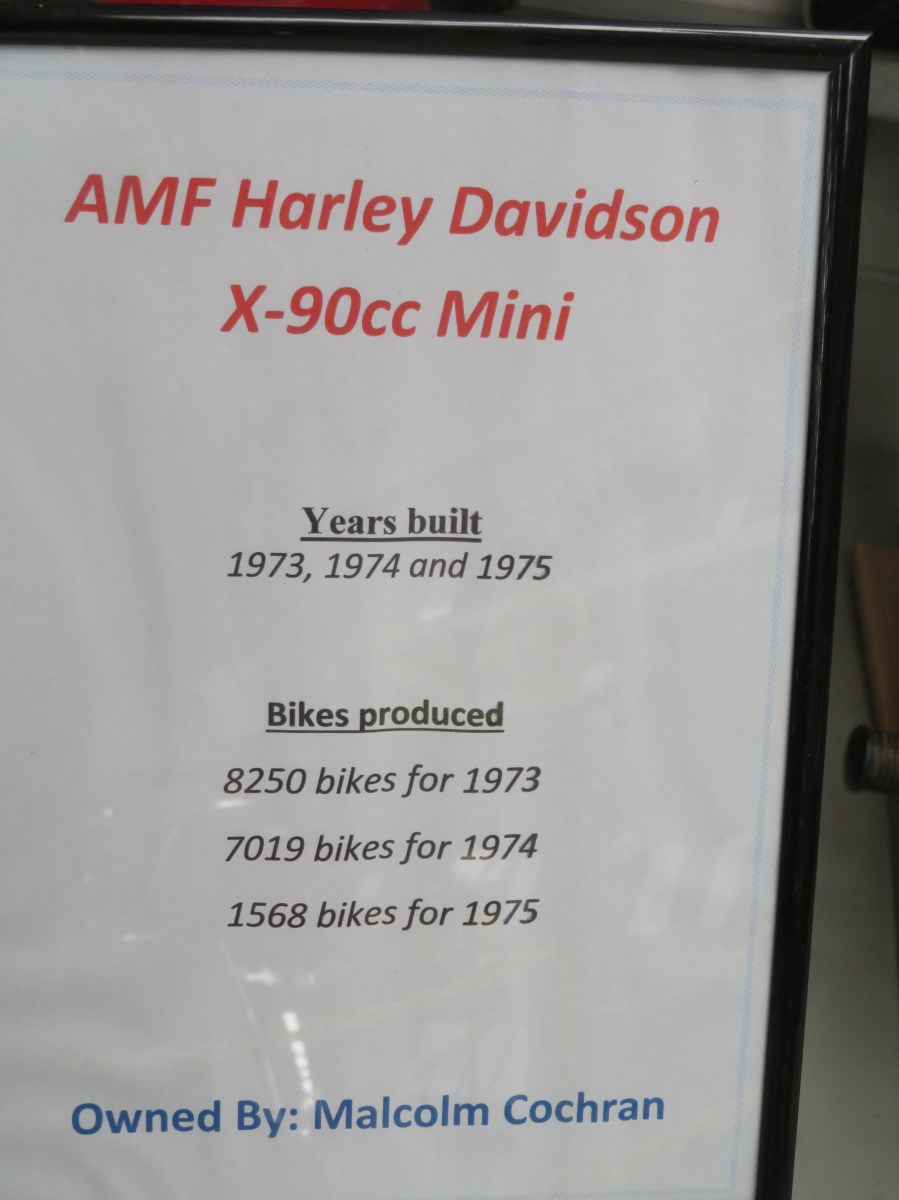 AMF Harley Davidson
X-90cc Mini
Years built
1973, 1974 and 1975
Bikes produced
8250 bikes for 1973
7019 bikes for 1974
1568 bikes for 1975
Owned By: Malcolm Cochran